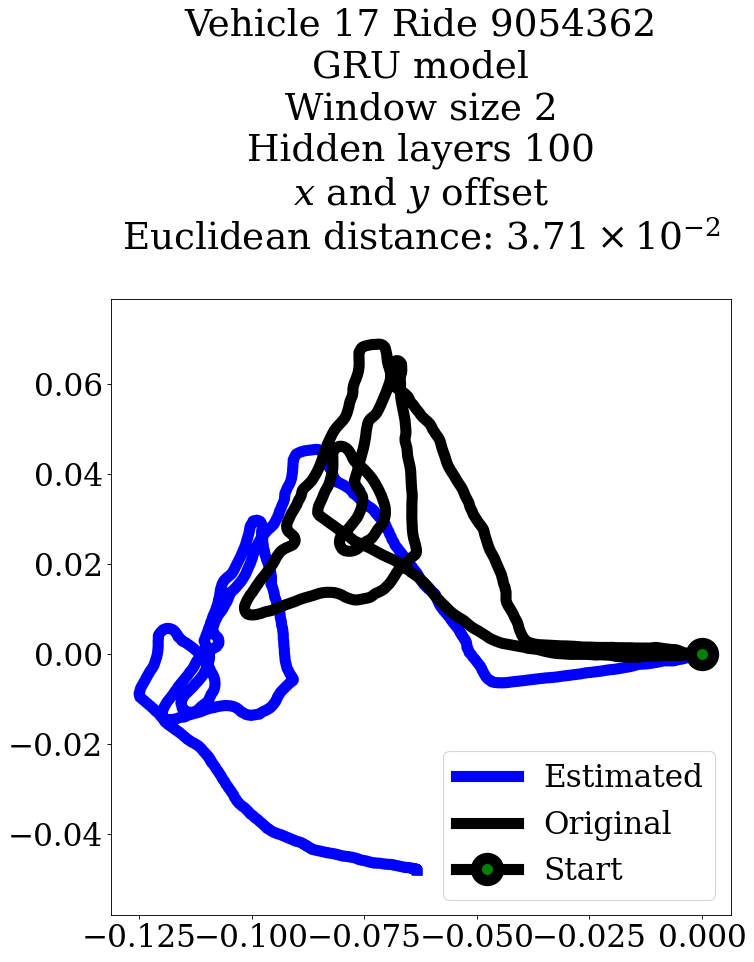 Vehicle 17 Ride 9054362
GRU model
Window size 2
Hidden layers 100
x and y offset
Euclidean distance: 3.71 × 10⁻²
0.06
0.04
0.02
0.00
−0.02
−0.04
Estimated
Original
Start
−0.125 −0.100 −0.075 −0.050 −0.025 0.000